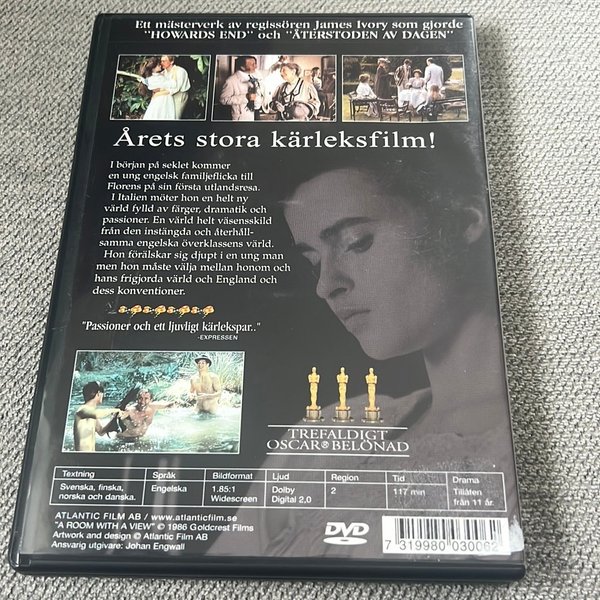 Ett mästerverk av regissören James Ivory som gjorde
"HOWARDS END" och "ÅTERSTODEN AV DAGEN"
Årets stora kärleksfilm!
I början på seklet kommer
en ung engelsk familjeflicka till
Florens på sin första utlandsresa.
I Italien möter hon en helt ny
värld fylld av färger, dramatik och
passioner. En värld helt väsensskild
från den instängda och återhåll-
samma engelska överklassens värld.
Hon förälskar sig djupt i en ung man
men hon måste välja mellan honom och
hans frigjorda värld och England och
dess konventioner.
"Passioner och ett ljuvligt kärlekspar.."
-EXPRESSEN
TREFALDIGT
OSCAR® BELÖNAD
Textning Språk Bildformat Ljud Region Tid Drama
Svenska, finska, norska och danska. Engelska 1.85:1 Widescreen Dolby Digital 2,0 2 117 min Tillåten från 11 år.
ATLANTIC FILM AB / www.atlanticfilm.se
"A ROOM WITH A VIEW" © 1986 Goldcrest Films
Artwork and design © Atlantic Film AB
Ansvarig utgivare: Johan Engwall
DVD
7 319980 030062